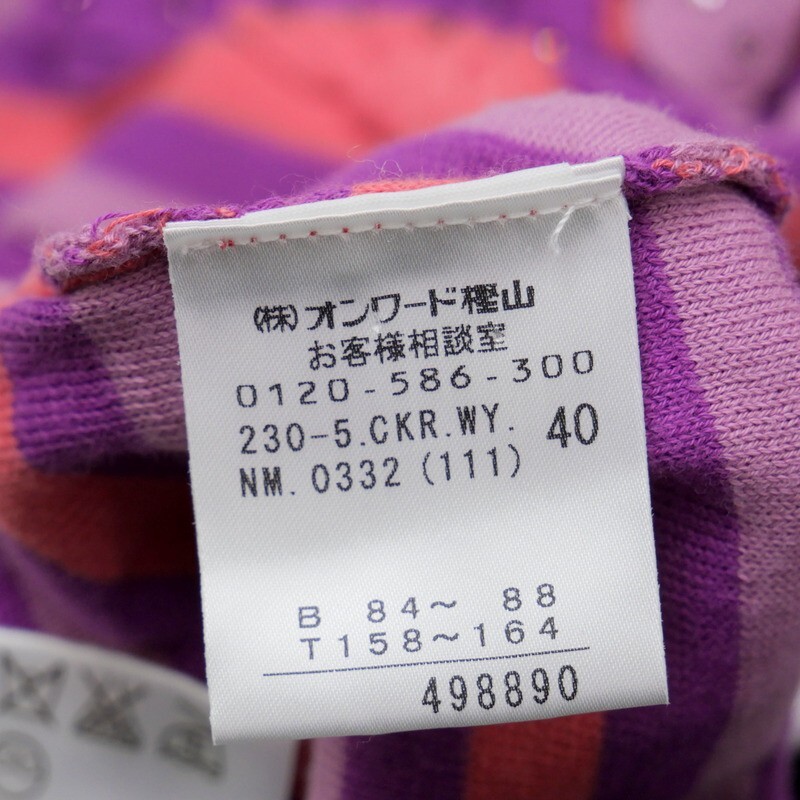 (株)オンワード樫山
お客様相談室
0120-586-300
230-5.CKR.WY. 40
NM.0332(111)
B 84～ 88
T158～164
498890